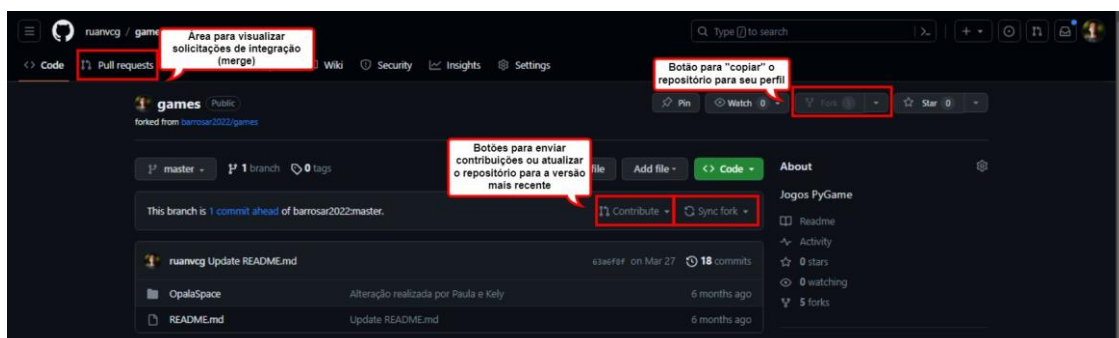 ruanvcg / game
Área para visualizar
solicitações de integração
(merge)
Type / to search
Code
Pull requests
Wiki
Security
Insights
Settings
Botão para "copiar" o
repositório para seu perfil
games Public
forked from barrosar2022/games
Pin
Watch 0
Fork
Star 0
Botões para enviar
contribuições ou atualizar
o repositório para a versão
mais recente
master
1 branch
0 tags
file
Add file
Code
About
Jogos PyGame
This branch is 1 commit ahead of barrosar2022:master.
Contribute
Sync fork
Readme
Activity
ruanvcg Update README.md
on Mar 27
18 commits
0 stars
0 watching
5 forks
OpalaSpace
Alteração realizada por Paula e Kely
6 months ago
README.md
Update README.md
6 months ago